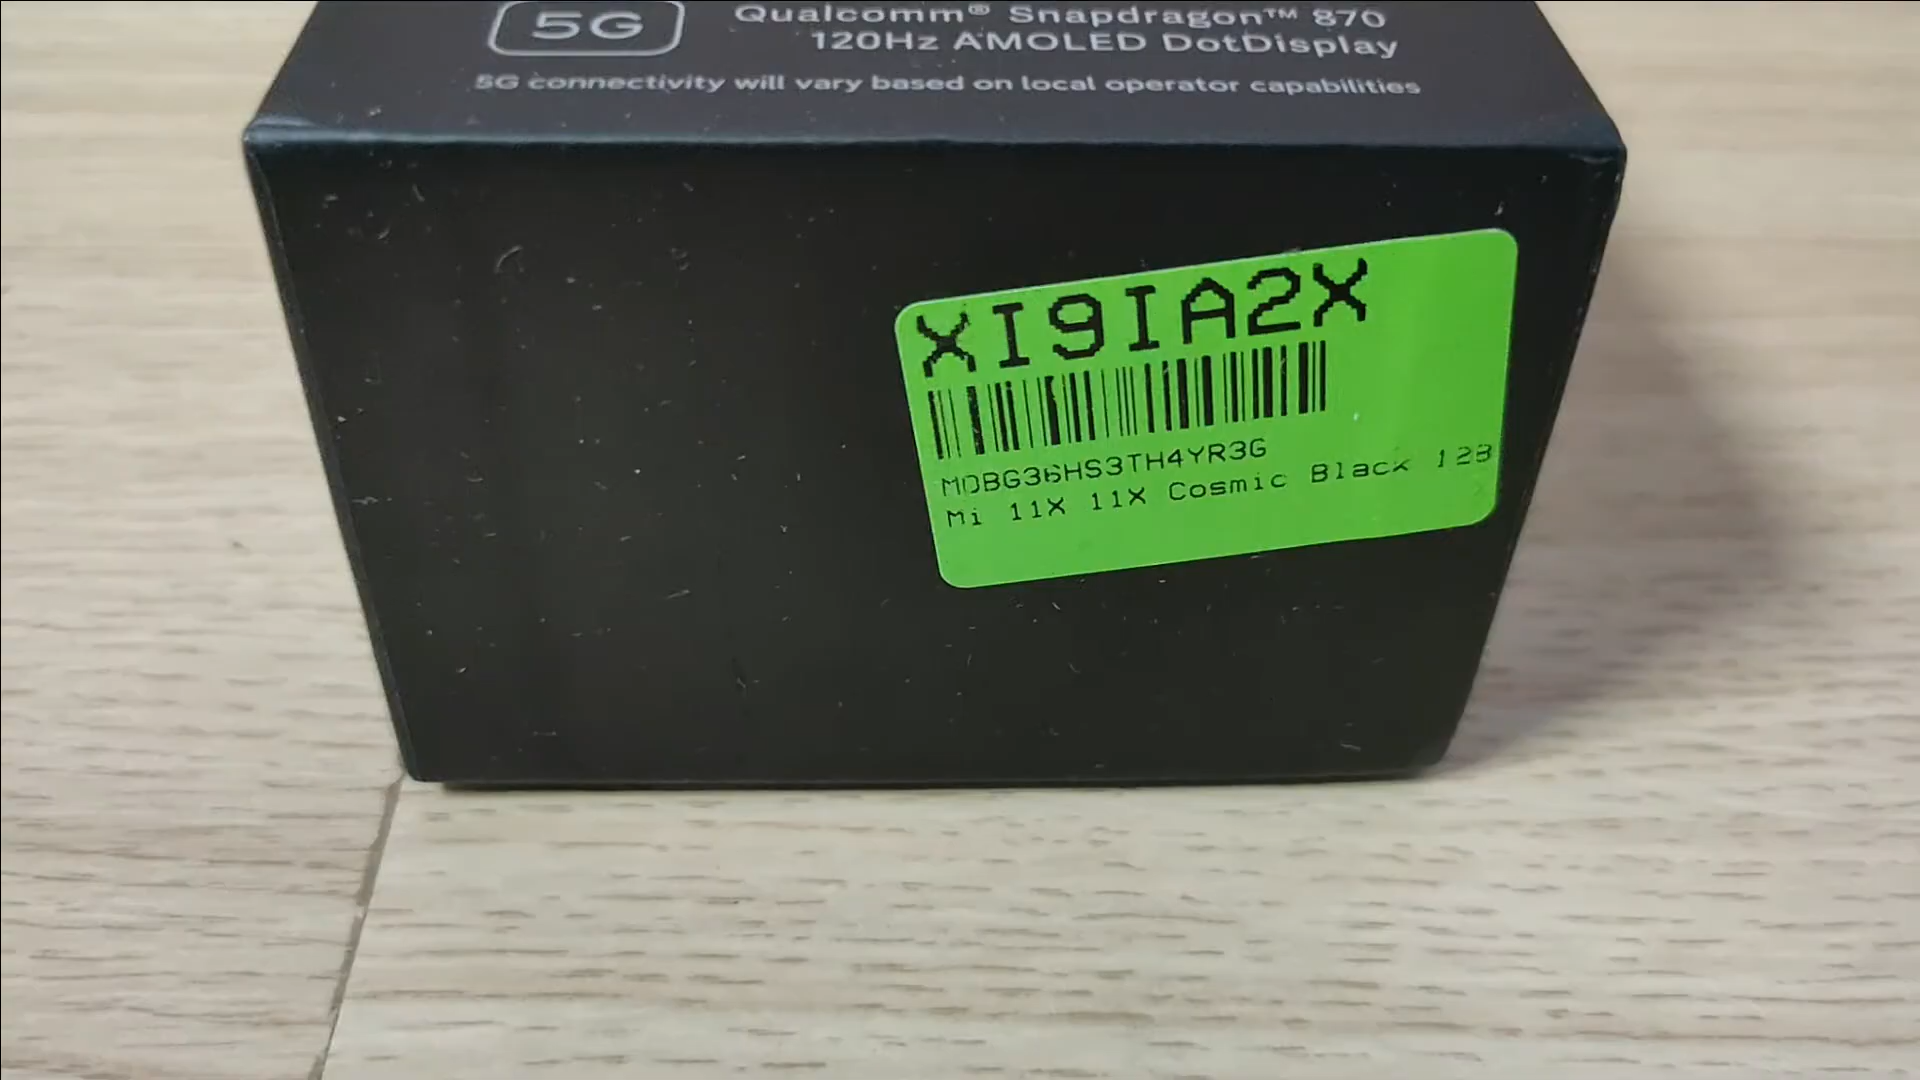 5G
Qualcomm® Snapdragon™ 870
120Hz AMOLED DotDisplay
5G connectivity will vary based on local operator capabilities
XI9IA2X
MOBG36HS3TH4YR3G
Mi 11X 11X Cosmic Black 128